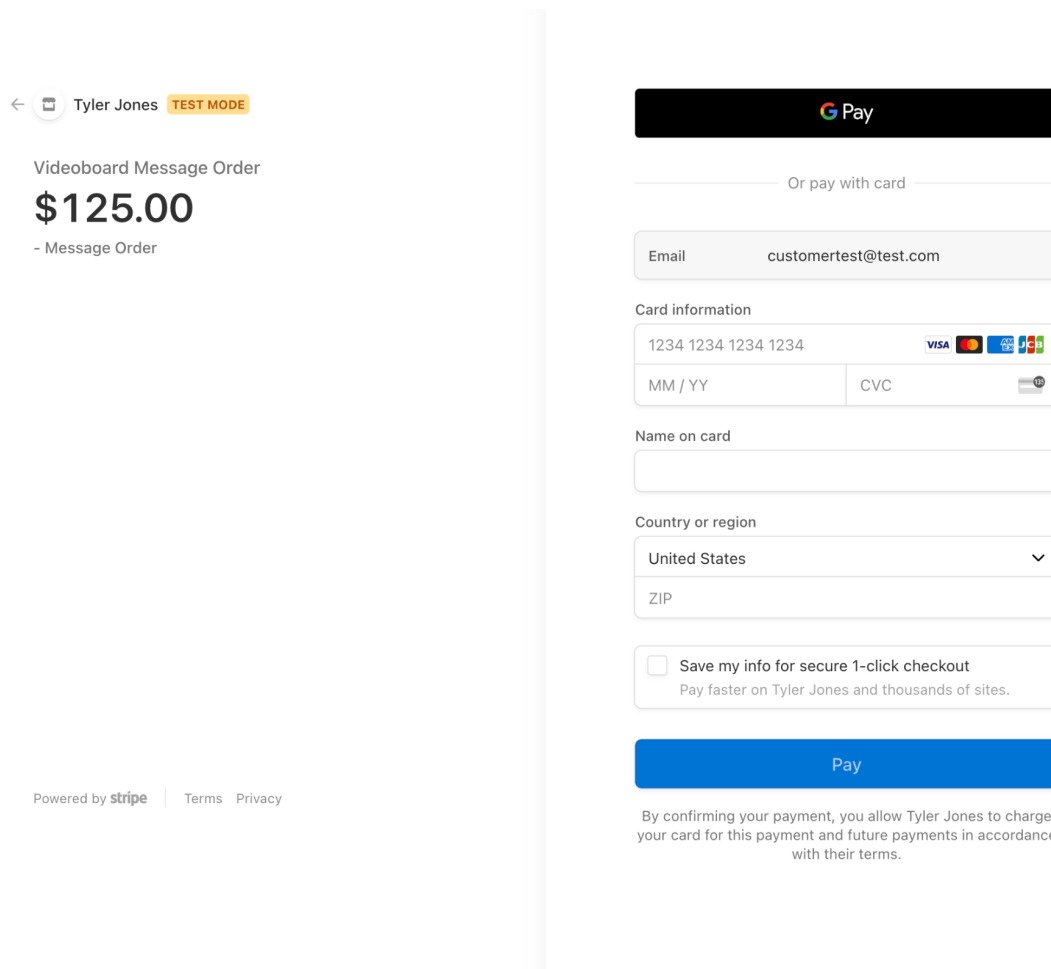 Tyler Jones TEST MODE
Videoboard Message Order
$125.00
- Message Order
Powered by stripe Terms Privacy
G Pay
Or pay with card
Email customertest@test.com
Card information
1234 1234 1234 1234 VISA AM EX JCB
MM / YY CVC 135
Name on card
Country or region
United States
ZIP
Save my info for secure 1-click checkout
Pay faster on Tyler Jones and thousands of sites.
Pay
By confirming your payment, you allow Tyler Jones to charge
your card for this payment and future payments in accordance
with their terms.